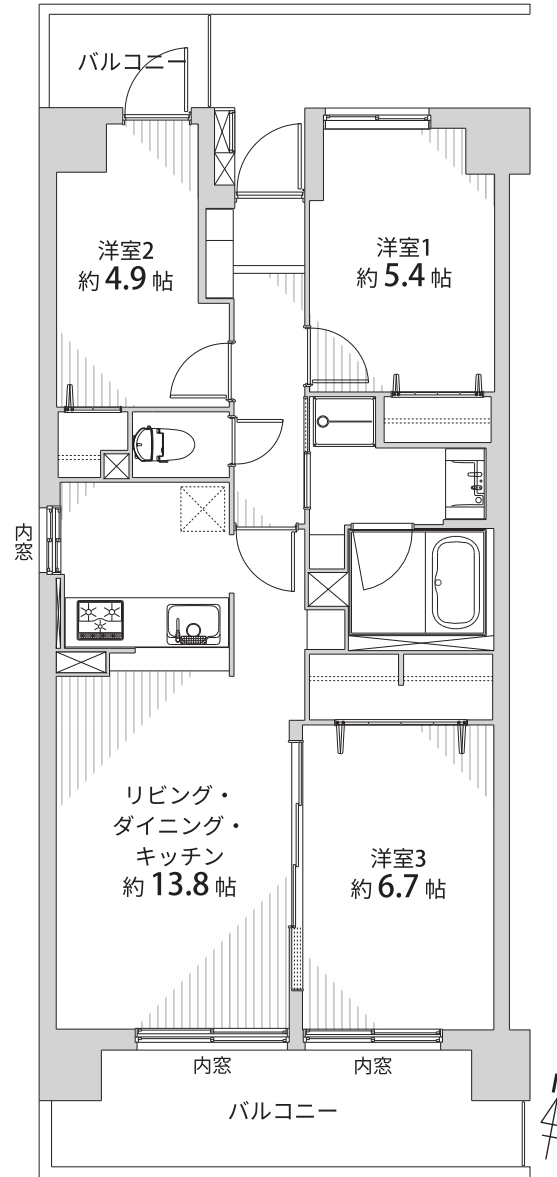 バルコニー
洋室2
約 4.9 帖
洋室1
約 5.4 帖
内窓
リビング・
ダイニング・
キッチン
約 13.8 帖
洋室3
約 6.7 帖
内窓
内窓
バルコニー